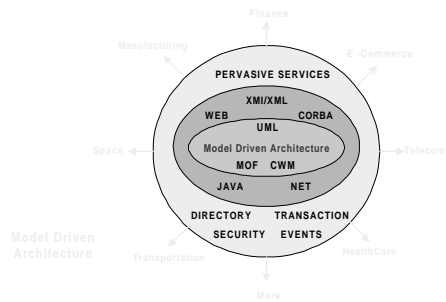 Finance
Manufacturing
E -Commerce
PERVASIVE SERVICES
XMI/XML
WEB CORBA
UML
Space Model Driven Architecture Telecom
MOF CWM
JAVA NET
DIRECTORY TRANSACTION
SECURITY EVENTS
Model Driven
Architecture
Transportation
HealthCare
More